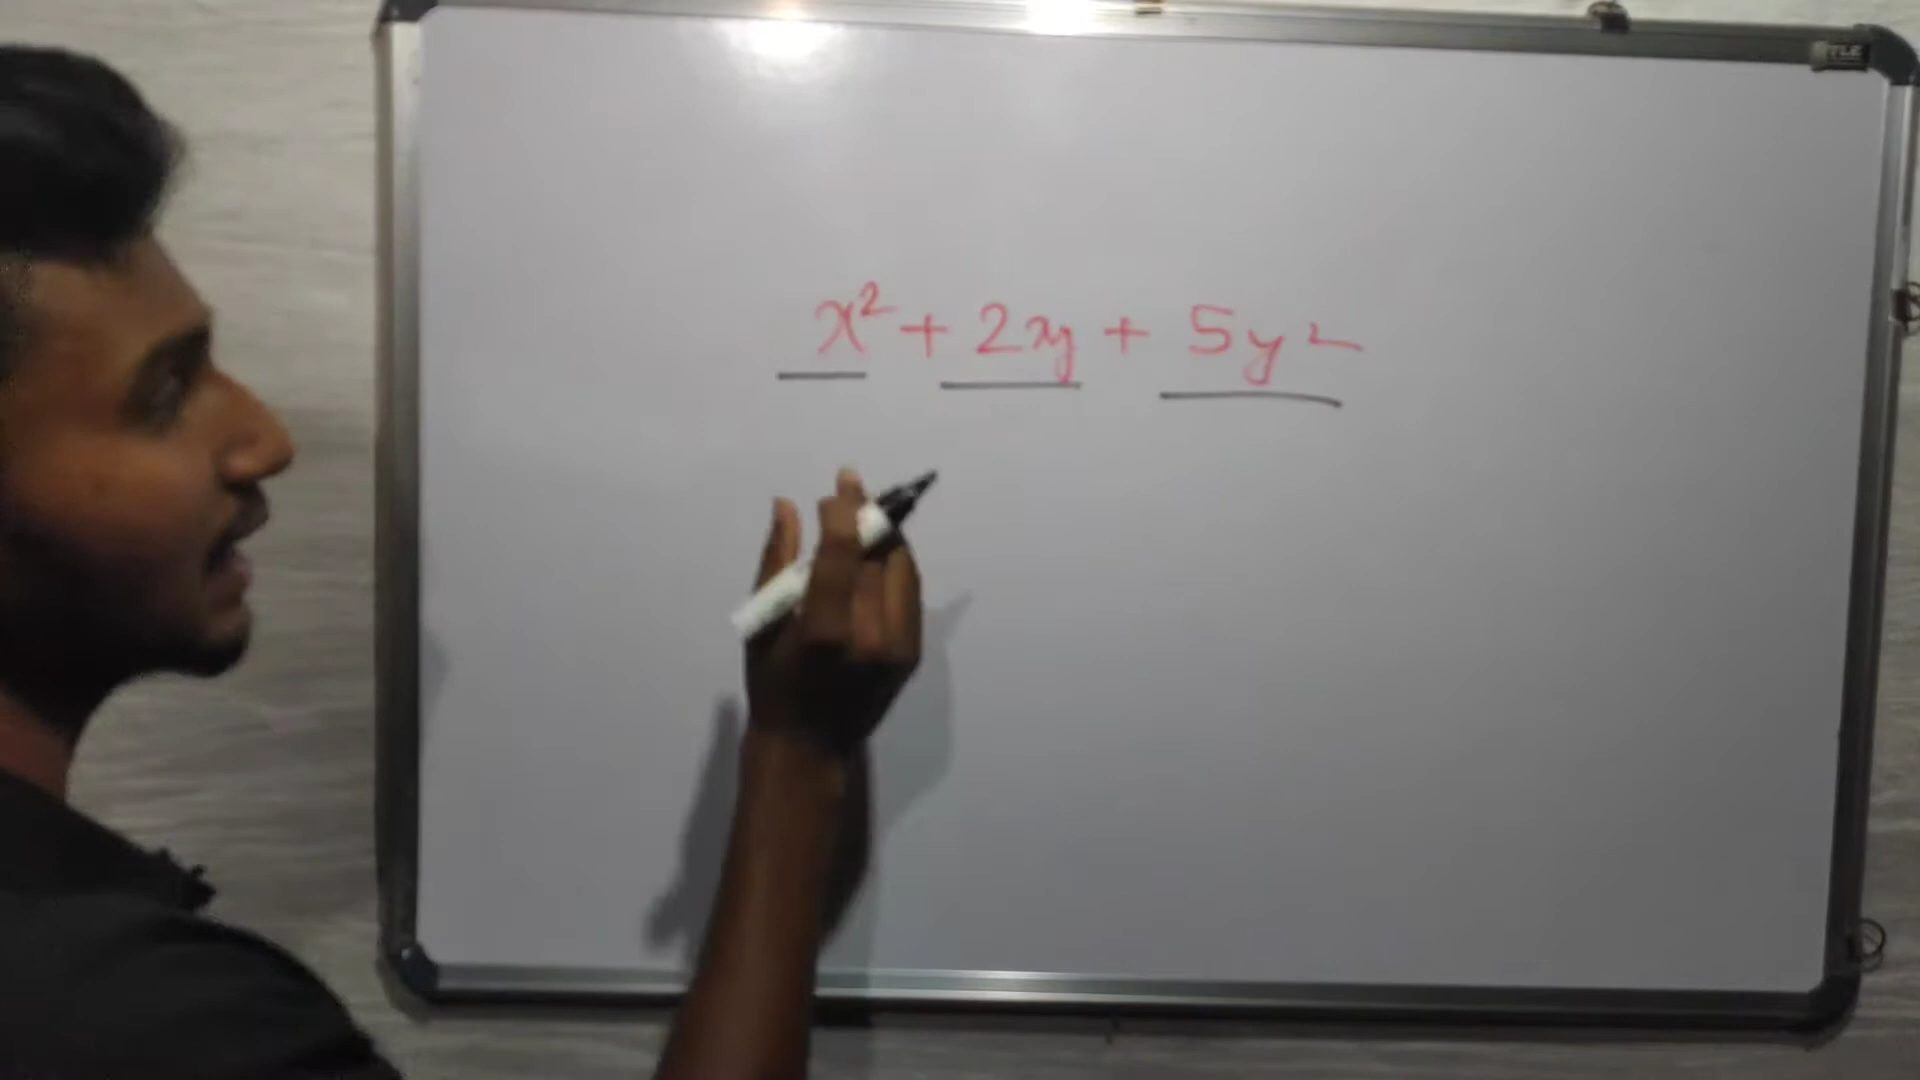 x² + 2xy + 5y²